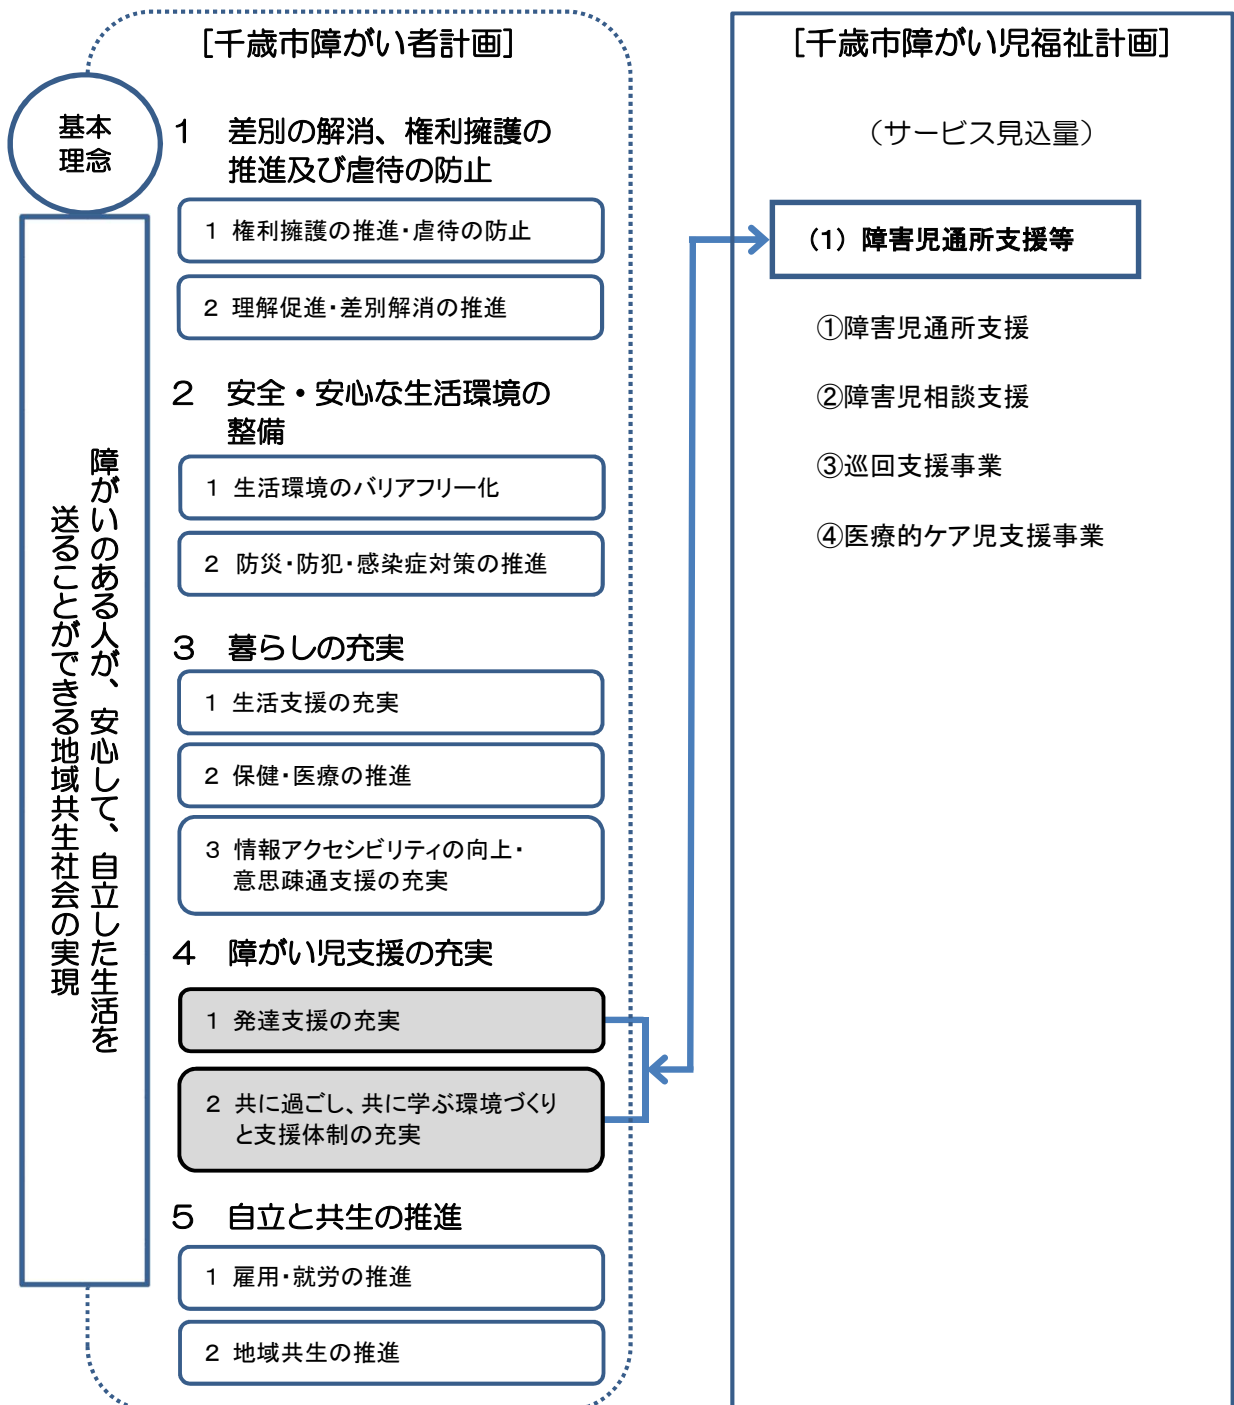 [千歳市障がい者計画]
基本
理念
障がいのある人が、安心して、自立した生活を
送ることができる地域共生社会の実現
１　差別の解消、権利擁護の
推進及び虐待の防止
1 権利擁護の推進・虐待の防止
2 理解促進・差別解消の推進
２　安全・安心な生活環境の
整備
1 生活環境のバリアフリー化
2 防災・防犯・感染症対策の推進
３　暮らしの充実
1 生活支援の充実
2 保健・医療の推進
3 情報アクセシビリティの向上・
意思疎通支援の充実
４　障がい児支援の充実
1 発達支援の充実
2 共に過ごし、共に学ぶ環境づくり
と支援体制の充実
５　自立と共生の推進
1 雇用・就労の推進
2 地域共生の推進
[千歳市障がい児福祉計画]
（サービス見込量）
（1）障害児通所支援等
①障害児通所支援
②障害児相談支援
③巡回支援事業
④医療的ケア児支援事業